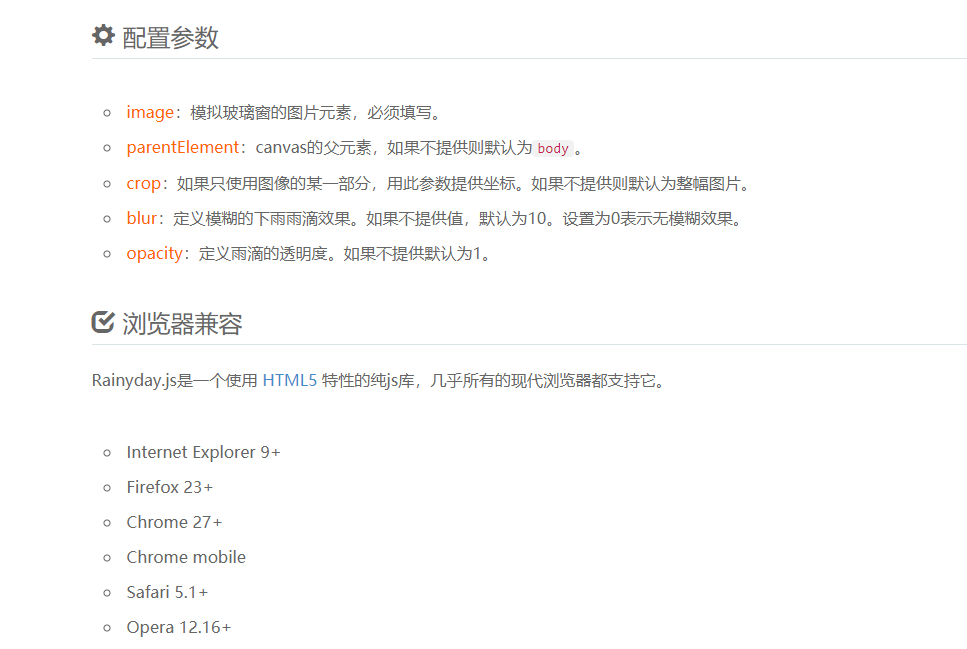 配置参数
image：模拟玻璃窗的图片元素，必须填写。
parentElement：canvas的父元素，如果不提供则默认为 body 。
crop：如果只使用图像的某一部分，用此参数提供坐标。如果不提供则默认为整幅图片。
blur：定义模糊的下雨雨滴效果。如果不提供值，默认为10。设置为0表示无模糊效果。
opacity：定义雨滴的透明度。如果不提供默认为1。
浏览器兼容
Rainyday.js是一个使用 HTML5 特性的纯js库，几乎所有的现代浏览器都支持它。
Internet Explorer 9+
Firefox 23+
Chrome 27+
Chrome mobile
Safari 5.1+
Opera 12.16+